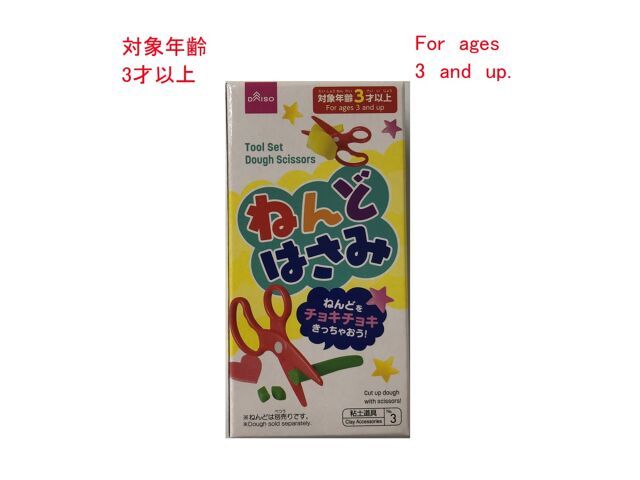 対象年齢
3才以上
For ages
3 and up.
DAISO
対象年齢3才以上
For ages 3 and up
Tool Set
Dough Scissors
ねんど
はさみ
ねんどを
チョキチョキ
きっちゃおう!
Cut up dough
with scissors!
※ねんどは別売りです。
※Dough sold separately.
粘土道具
Clay Accessories
No.
3